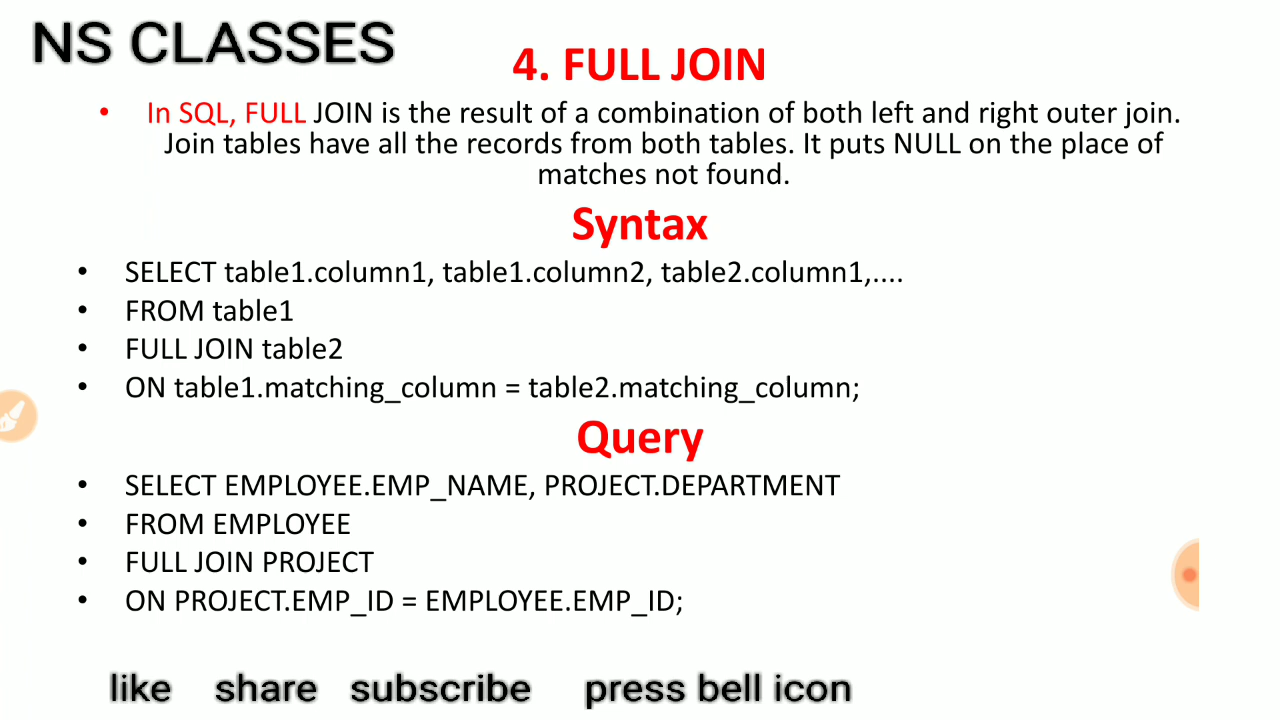 NS CLASSES
4. FULL JOIN
• In SQL, FULL JOIN is the result of a combination of both left and right outer join.
Join tables have all the records from both tables. It puts NULL on the place of
matches not found.
Syntax
• SELECT table1.column1, table1.column2, table2.column1,....
• FROM table1
• FULL JOIN table2
• ON table1.matching_column = table2.matching_column;
Query
• SELECT EMPLOYEE.EMP_NAME, PROJECT.DEPARTMENT
• FROM EMPLOYEE
• FULL JOIN PROJECT
• ON PROJECT.EMP_ID = EMPLOYEE.EMP_ID;
like share subscribe press bell icon